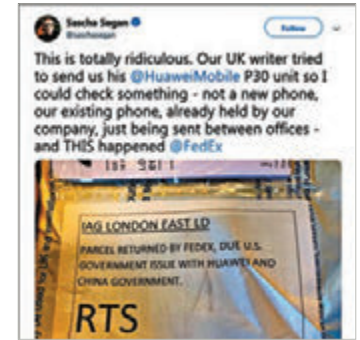 Sascha Segan
@saschasegan
Follow
This is totally ridiculous. Our UK writer tried
to send us his @HuaweiMobile P30 unit so I
could check something - not a new phone,
our existing phone, already held by our
company, just being sent between offices -
and THIS happened @FedEx
IAG LONDON EAST LD
PARCEL RETURNED BY FEDEX, DUE U.S.
GOVERNMENT ISSUE WITH HUAWEI AND
CHINA GOVERNMENT.
RTS